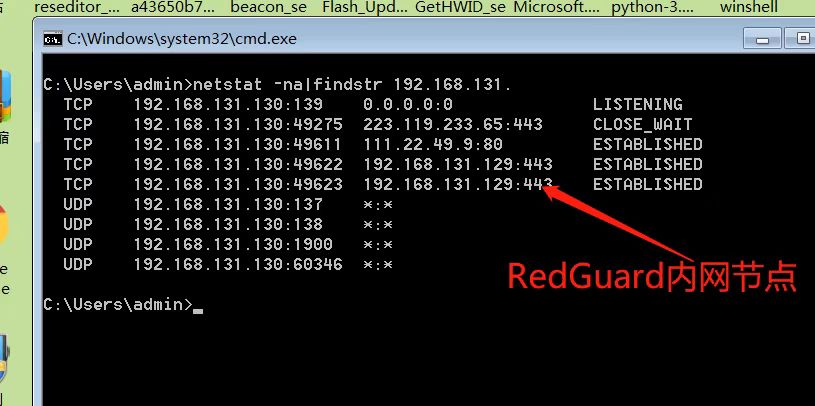 reseditor_... a43650b7... beacon_se Flash_Upd... GetHWID_se Microsoft.... python-3.... winshell
C:\Windows\system32\cmd.exe
C:\Users\admin>netstat -na|findstr 192.168.131.
TCP 192.168.131.130:139 0.0.0.0:0 LISTENING
TCP 192.168.131.130:49275 223.119.233.65:443 CLOSE_WAIT
TCP 192.168.131.130:49611 111.22.49.9:80 ESTABLISHED
TCP 192.168.131.130:49622 192.168.131.129:443 ESTABLISHED
TCP 192.168.131.130:49623 192.168.131.129:443 ESTABLISHED
UDP 192.168.131.130:137 *:*
UDP 192.168.131.130:138 *:*
UDP 192.168.131.130:1900 *:*
UDP 192.168.131.130:60346 *:*
RedGuard内网节点
C:\Users\admin>_